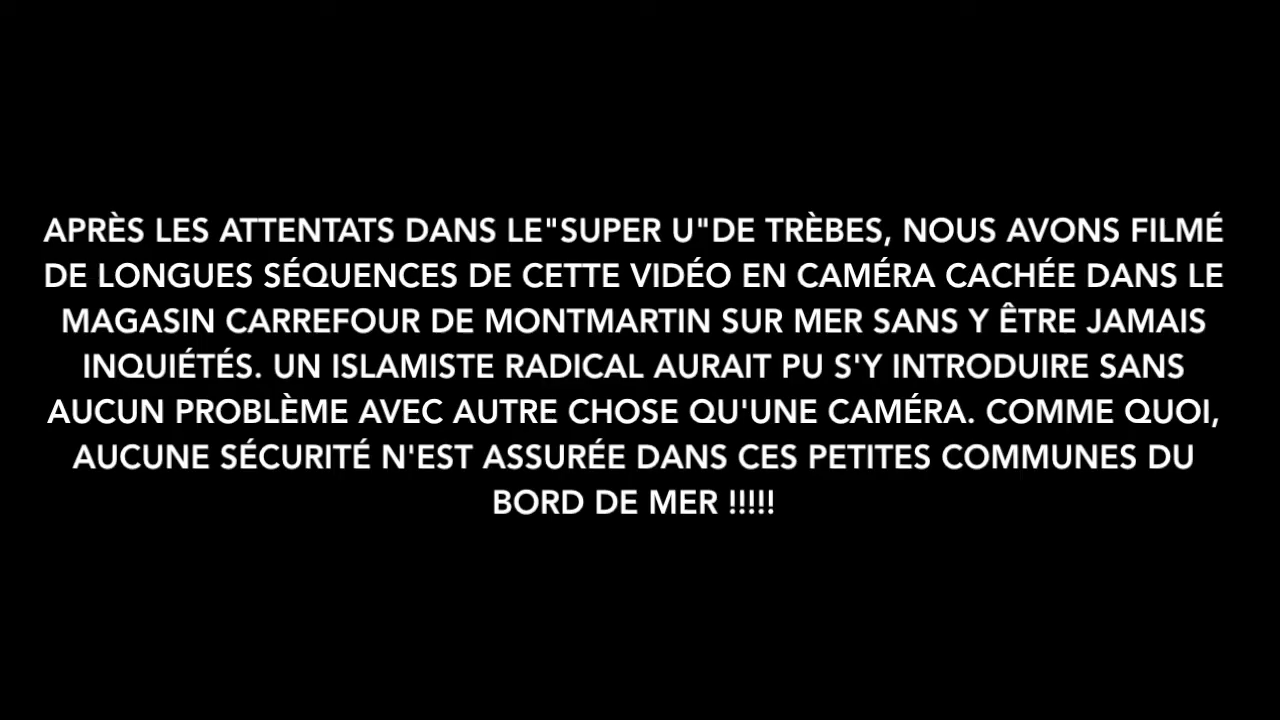 APRÈS LES ATTENTATS DANS LE"SUPER U"DE TRÈBES, NOUS AVONS FILMÉ
DE LONGUES SÉQUENCES DE CETTE VIDÉO EN CAMÉRA CACHÉE DANS LE
MAGASIN CARREFOUR DE MONTMARTIN SUR MER SANS Y ÊTRE JAMAIS
INQUIÉTÉS. UN ISLAMISTE RADICAL AURAIT PU S'Y INTRODUIRE SANS
AUCUN PROBLÈME AVEC AUTRE CHOSE QU'UNE CAMÉRA. COMME QUOI,
AUCUNE SÉCURITÉ N'EST ASSURÉE DANS CES PETITES COMMUNES DU
BORD DE MER !!!!!